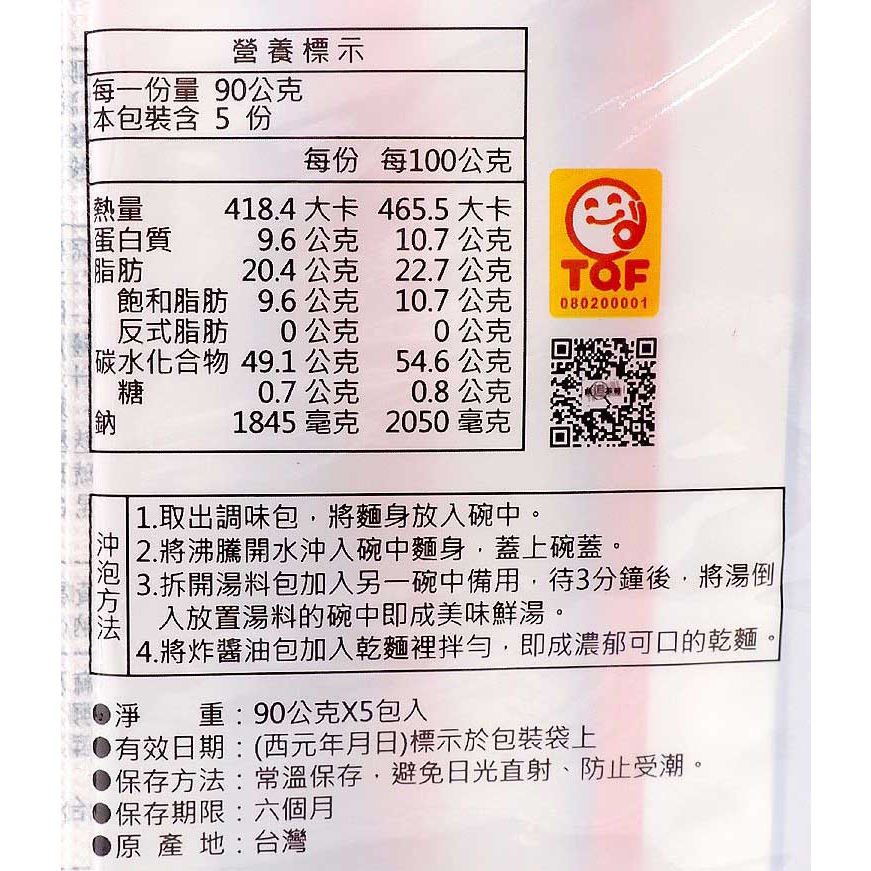 營養標示
每一份量 90公克
本包裝含 5 份
每份 每100公克
熱量 418.4 大卡 465.5 大卡
蛋白質 9.6 公克 10.7 公克
脂肪 20.4 公克 22.7 公克
飽和脂肪 9.6 公克 10.7 公克
反式脂肪 0 公克 0 公克
碳水化合物 49.1 公克 54.6 公克
糖 0.7 公克 0.8 公克
鈉 1845 毫克 2050 毫克
TQF
080200001
沖泡方法
1.取出調味包，將麵身放入碗中。
2.將沸騰開水沖入碗中麵身，蓋上碗蓋。
3.拆開湯料包加入另一碗中備用，待3分鐘後，將湯倒
入放置湯料的碗中即成美味鮮湯。
4.將炸醬油包加入乾麵裡拌勻，即成濃郁可口的乾麵。
●淨 重：90公克X5包入
●有效日期：(西元年月日)標示於包裝袋上
●保存方法：常溫保存，避免日光直射、防止受潮。
●保存期限：六個月
●原 產 地：台灣